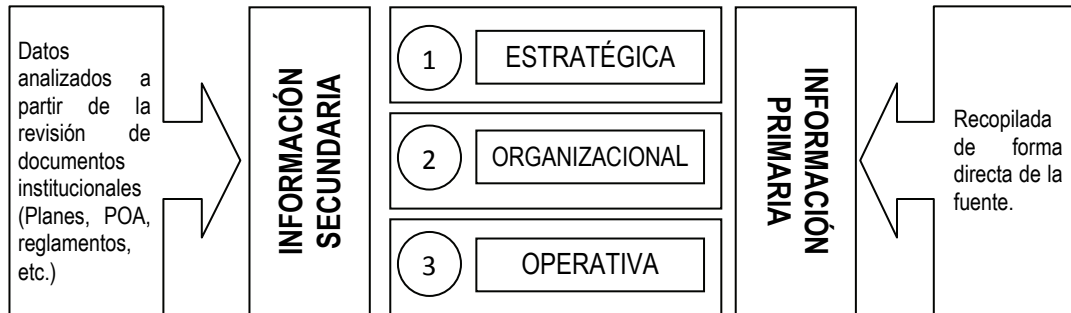 Datos
analizados a
partir de la
revisión de
documentos
institucionales
(Planes, POA,
reglamentos,
etc.)
INFORMACIÓN
SECUNDARIA
1
ESTRATÉGICA
2
ORGANIZACIONAL
3
OPERATIVA
INFORMACIÓN
PRIMARIA
Recopilada
de forma
directa de la
fuente.